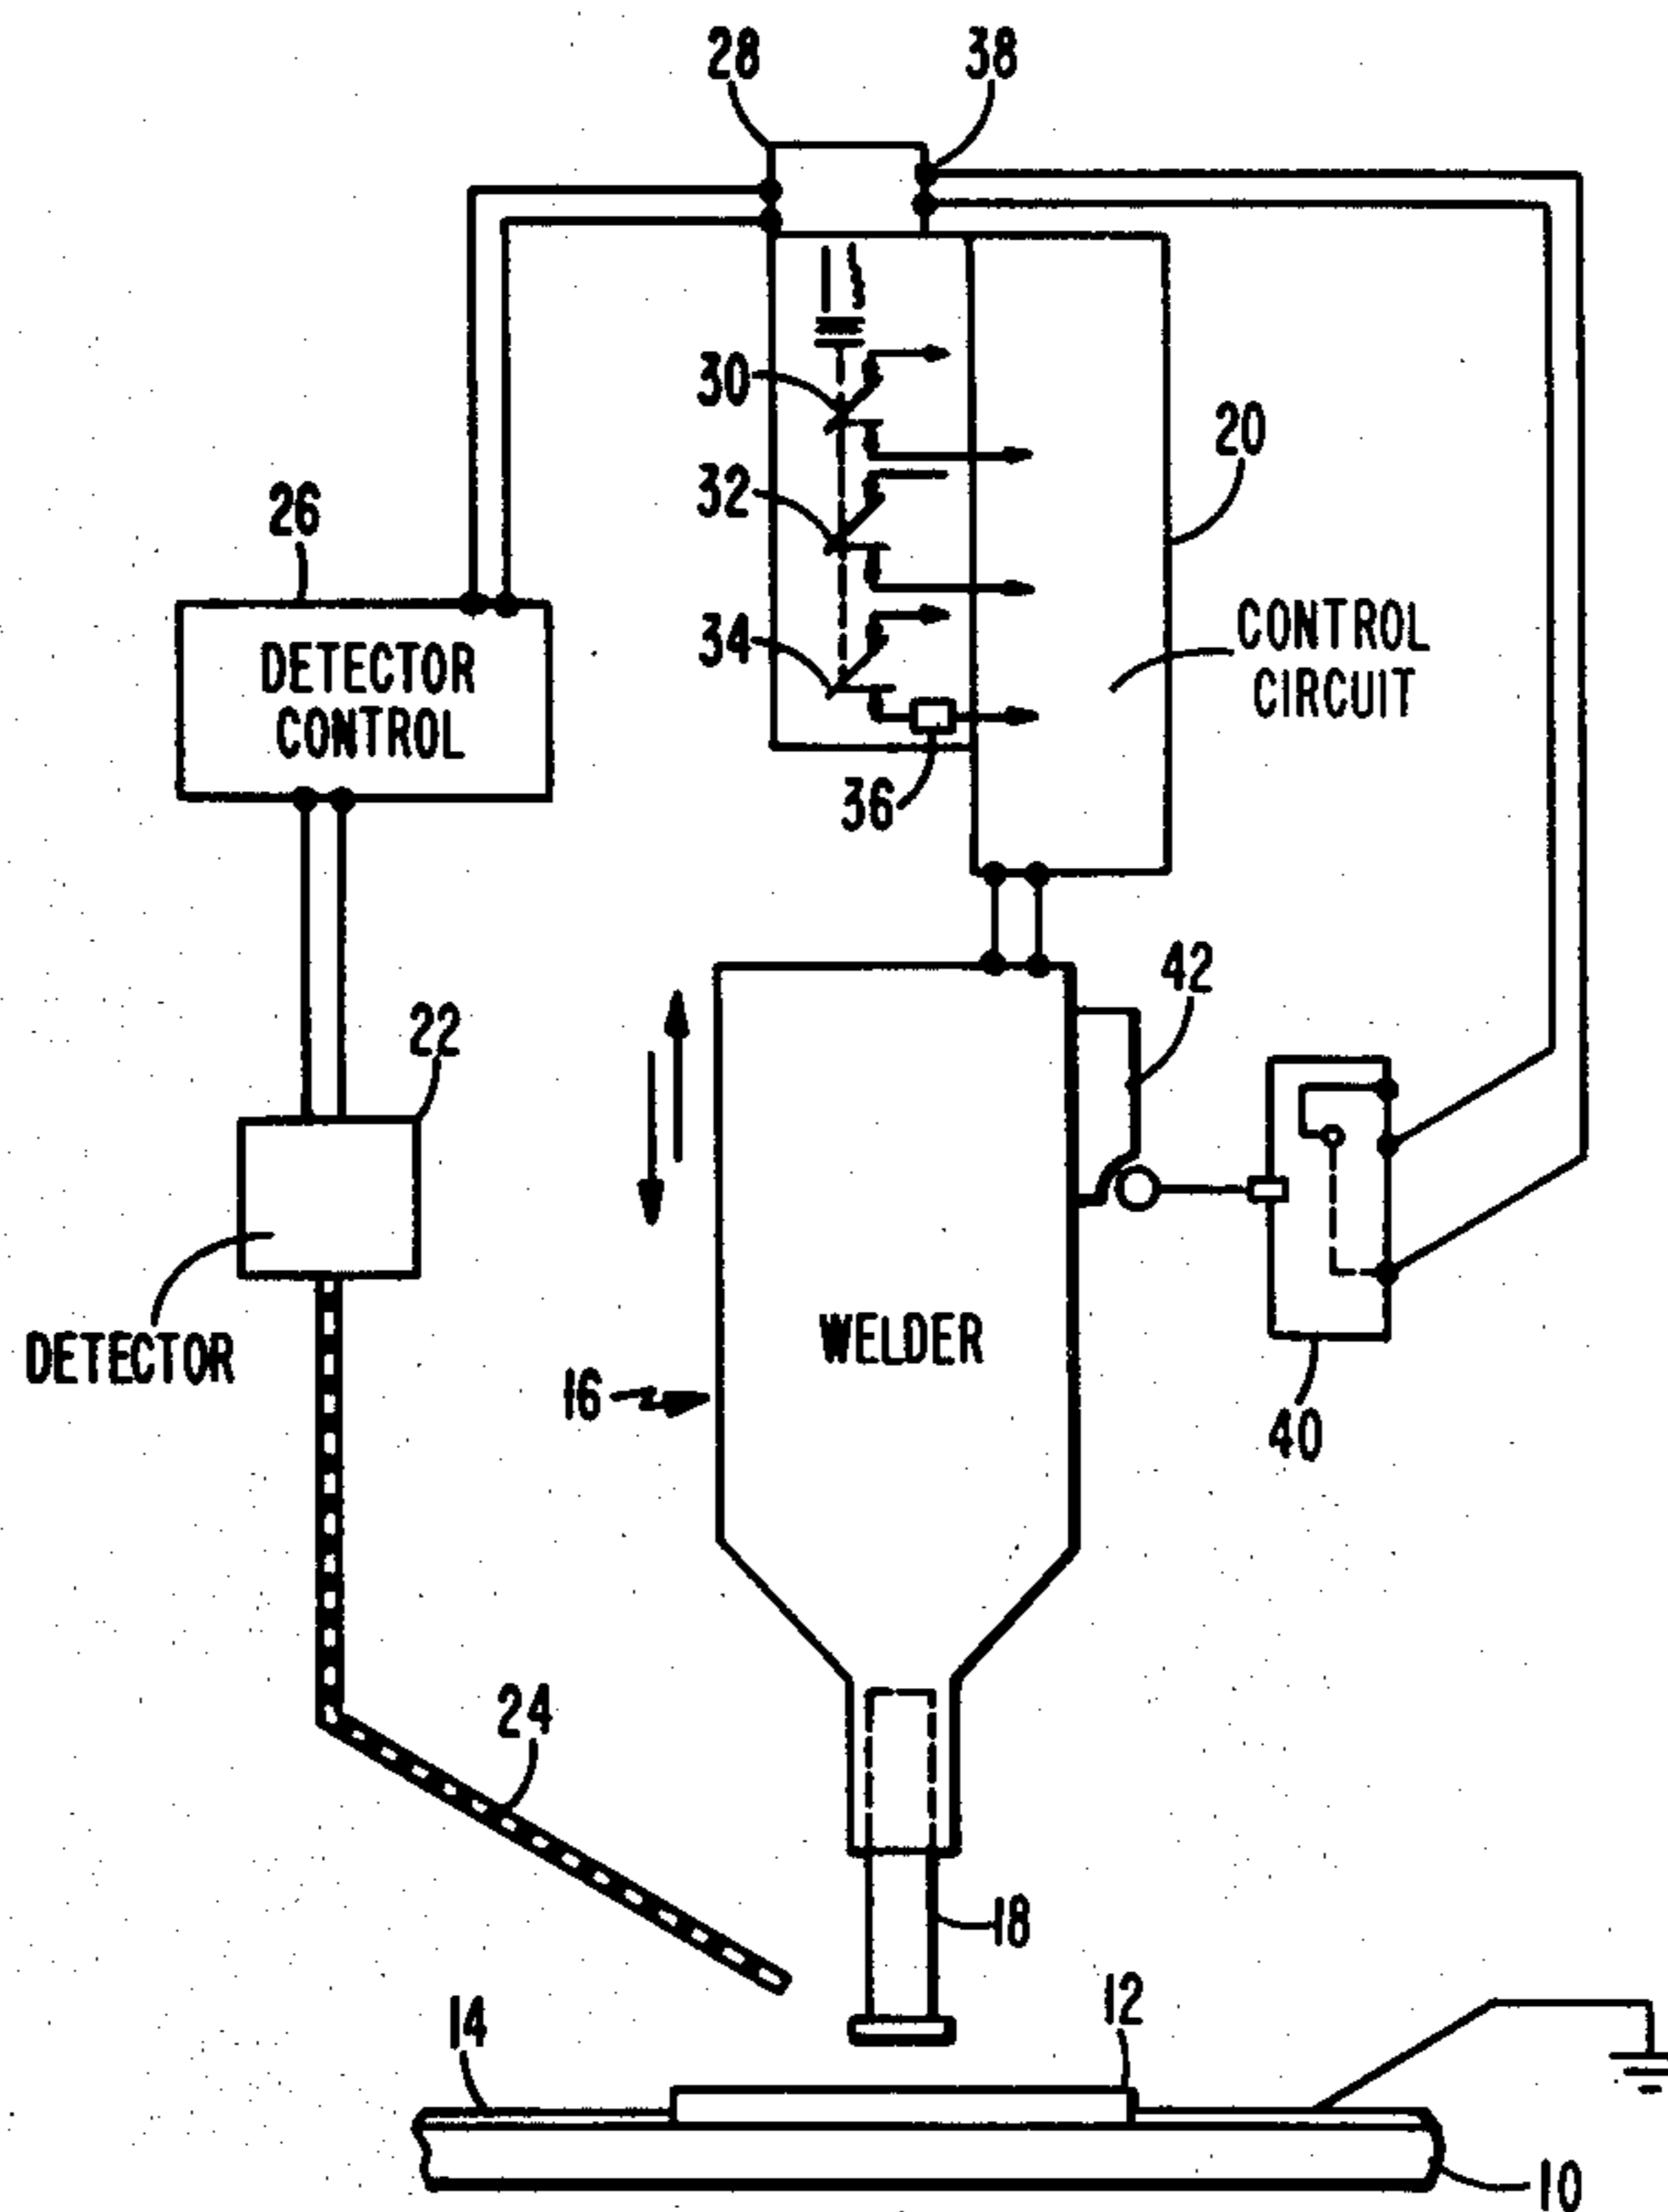 28
38
30
20
32
26
34
CONTROL
CIRCUIT
DETECTOR
CONTROL
36
42
22
WELDER
DETECTOR
16
40
24
18
12
14
10